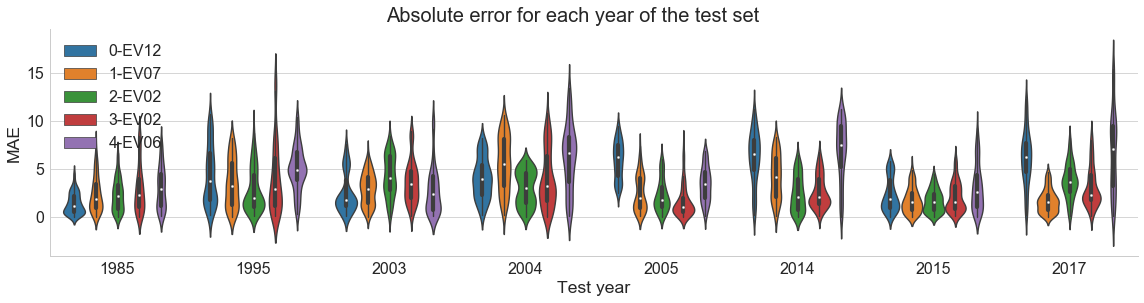 Absolute error for each year of the test set
MAE
15
10
5
0
0-EV12
1-EV07
2-EV02
3-EV02
4-EV06
1985 1995 2003 2004 2005 2014 2015 2017
Test year